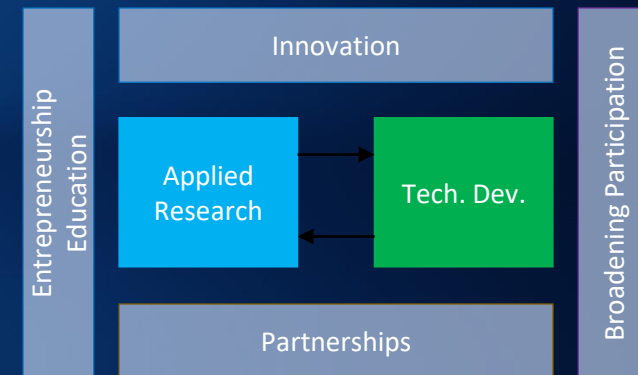 Innovation
Entrepreneurship
Education
Applied
Research
Tech. Dev.
Broadening Participation
Partnerships